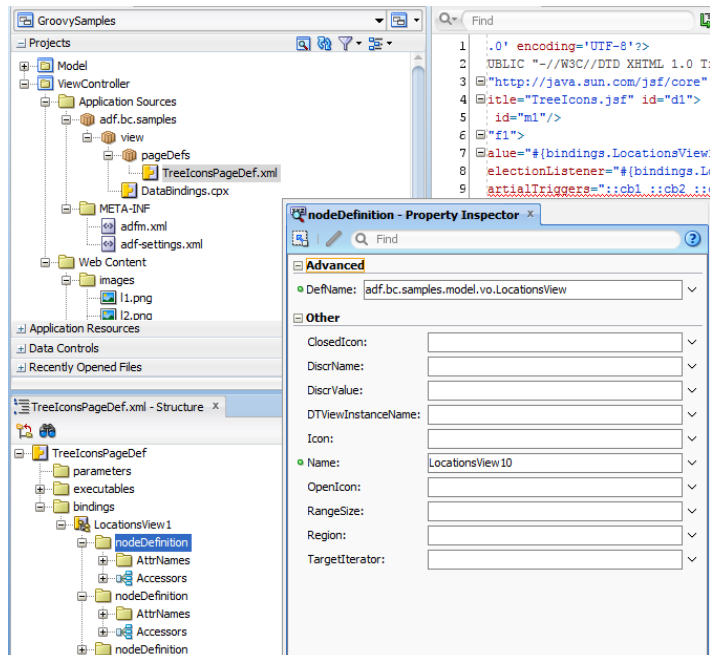 GroovySamples
Projects
Model
ViewController
Application Sources
adf.bc.samples
view
pageDefs
TreeIconsPageDef.xml
DataBindings.cpx
META-INF
adfm.xml
adf-settings.xml
Web Content
images
l1.png
l2.png
Application Resources
Data Controls
Recently Opened Files
TreeIconsPageDef.xml - Structure x
TreeIconsPageDef
parameters
executables
bindings
LocationsView1
nodeDefinition
AttrNames
Accessors
nodeDefinition
AttrNames
Accessors
nodeDefinition
Find
1 .0' encoding='UTF-8'?>
2 UBLIC "-//W3C//DTD XHTML 1.0 T
3 "http://java.sun.com/jsf/core"
4 itle="TreeIcons.jsf" id="d1">
5 id="m1"/>
6 "f1">
7 alue="#{bindings.LocationsView
8 electionListener="#{bindings.L
9 artialTriggers="::cb1 ::cb2 ::
nodeDefinition - Property Inspector x
Find
Advanced
DefName: adf.bc.samples.model.vo.LocationsView
Other
ClosedIcon:
DiscrName:
DiscrValue:
DTViewInstanceName:
Icon:
Name: LocationsView10
OpenIcon:
RangeSize:
Region:
TargetIterator: